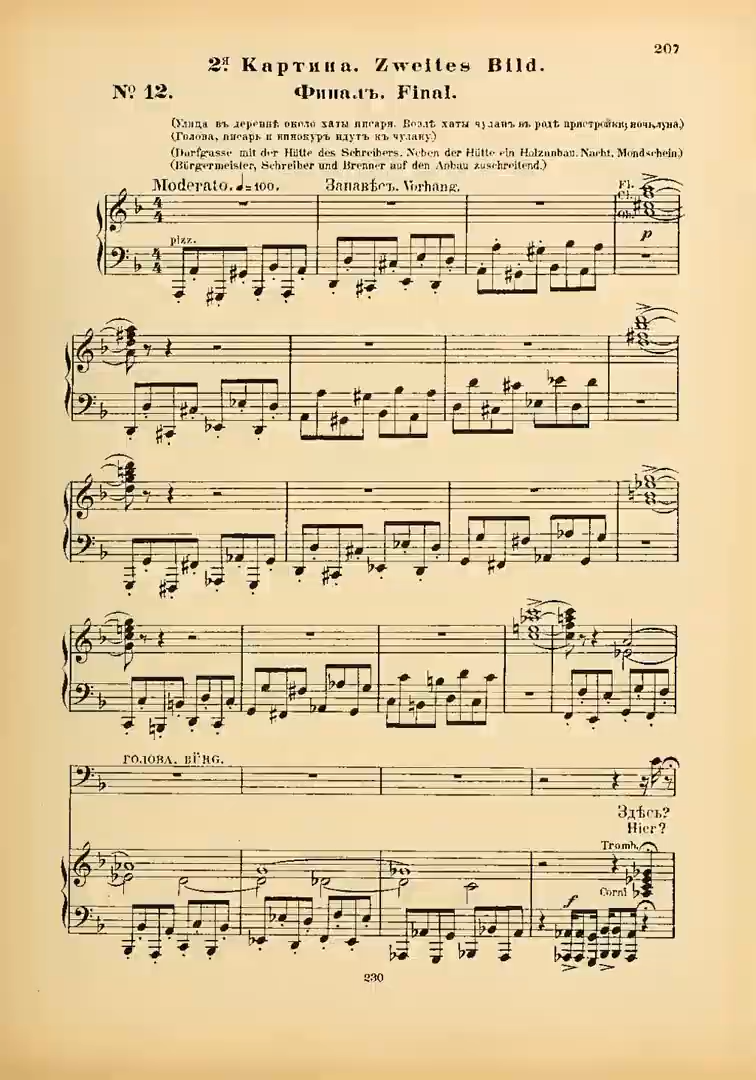 207
2я Картина. Zweites Bild.
№ 12. Финалъ. Final.
(Улица въ деревнѣ около хаты писаря. Возлѣ хаты чуланъ въ родѣ пристройки; ночь, луна.)
(Голова, писарь и винокуръ идутъ къ чулану.)
(Dorfgasse mit der Hütte des Schreibers. Neben der Hütte ein Holzanbau. Nacht, Mondschein.)
(Bürgermeister, Schreiber und Brenner auf den Anbau zuschreitend.)
Moderato. ♩=100. Занавѣсъ. Vorhang.
Fl.
Cl.
Ob.
pizz.
p
ГОЛОВА. BÜRG.
Здѣсь?
Hier?
Tromb.
Corni
f
230